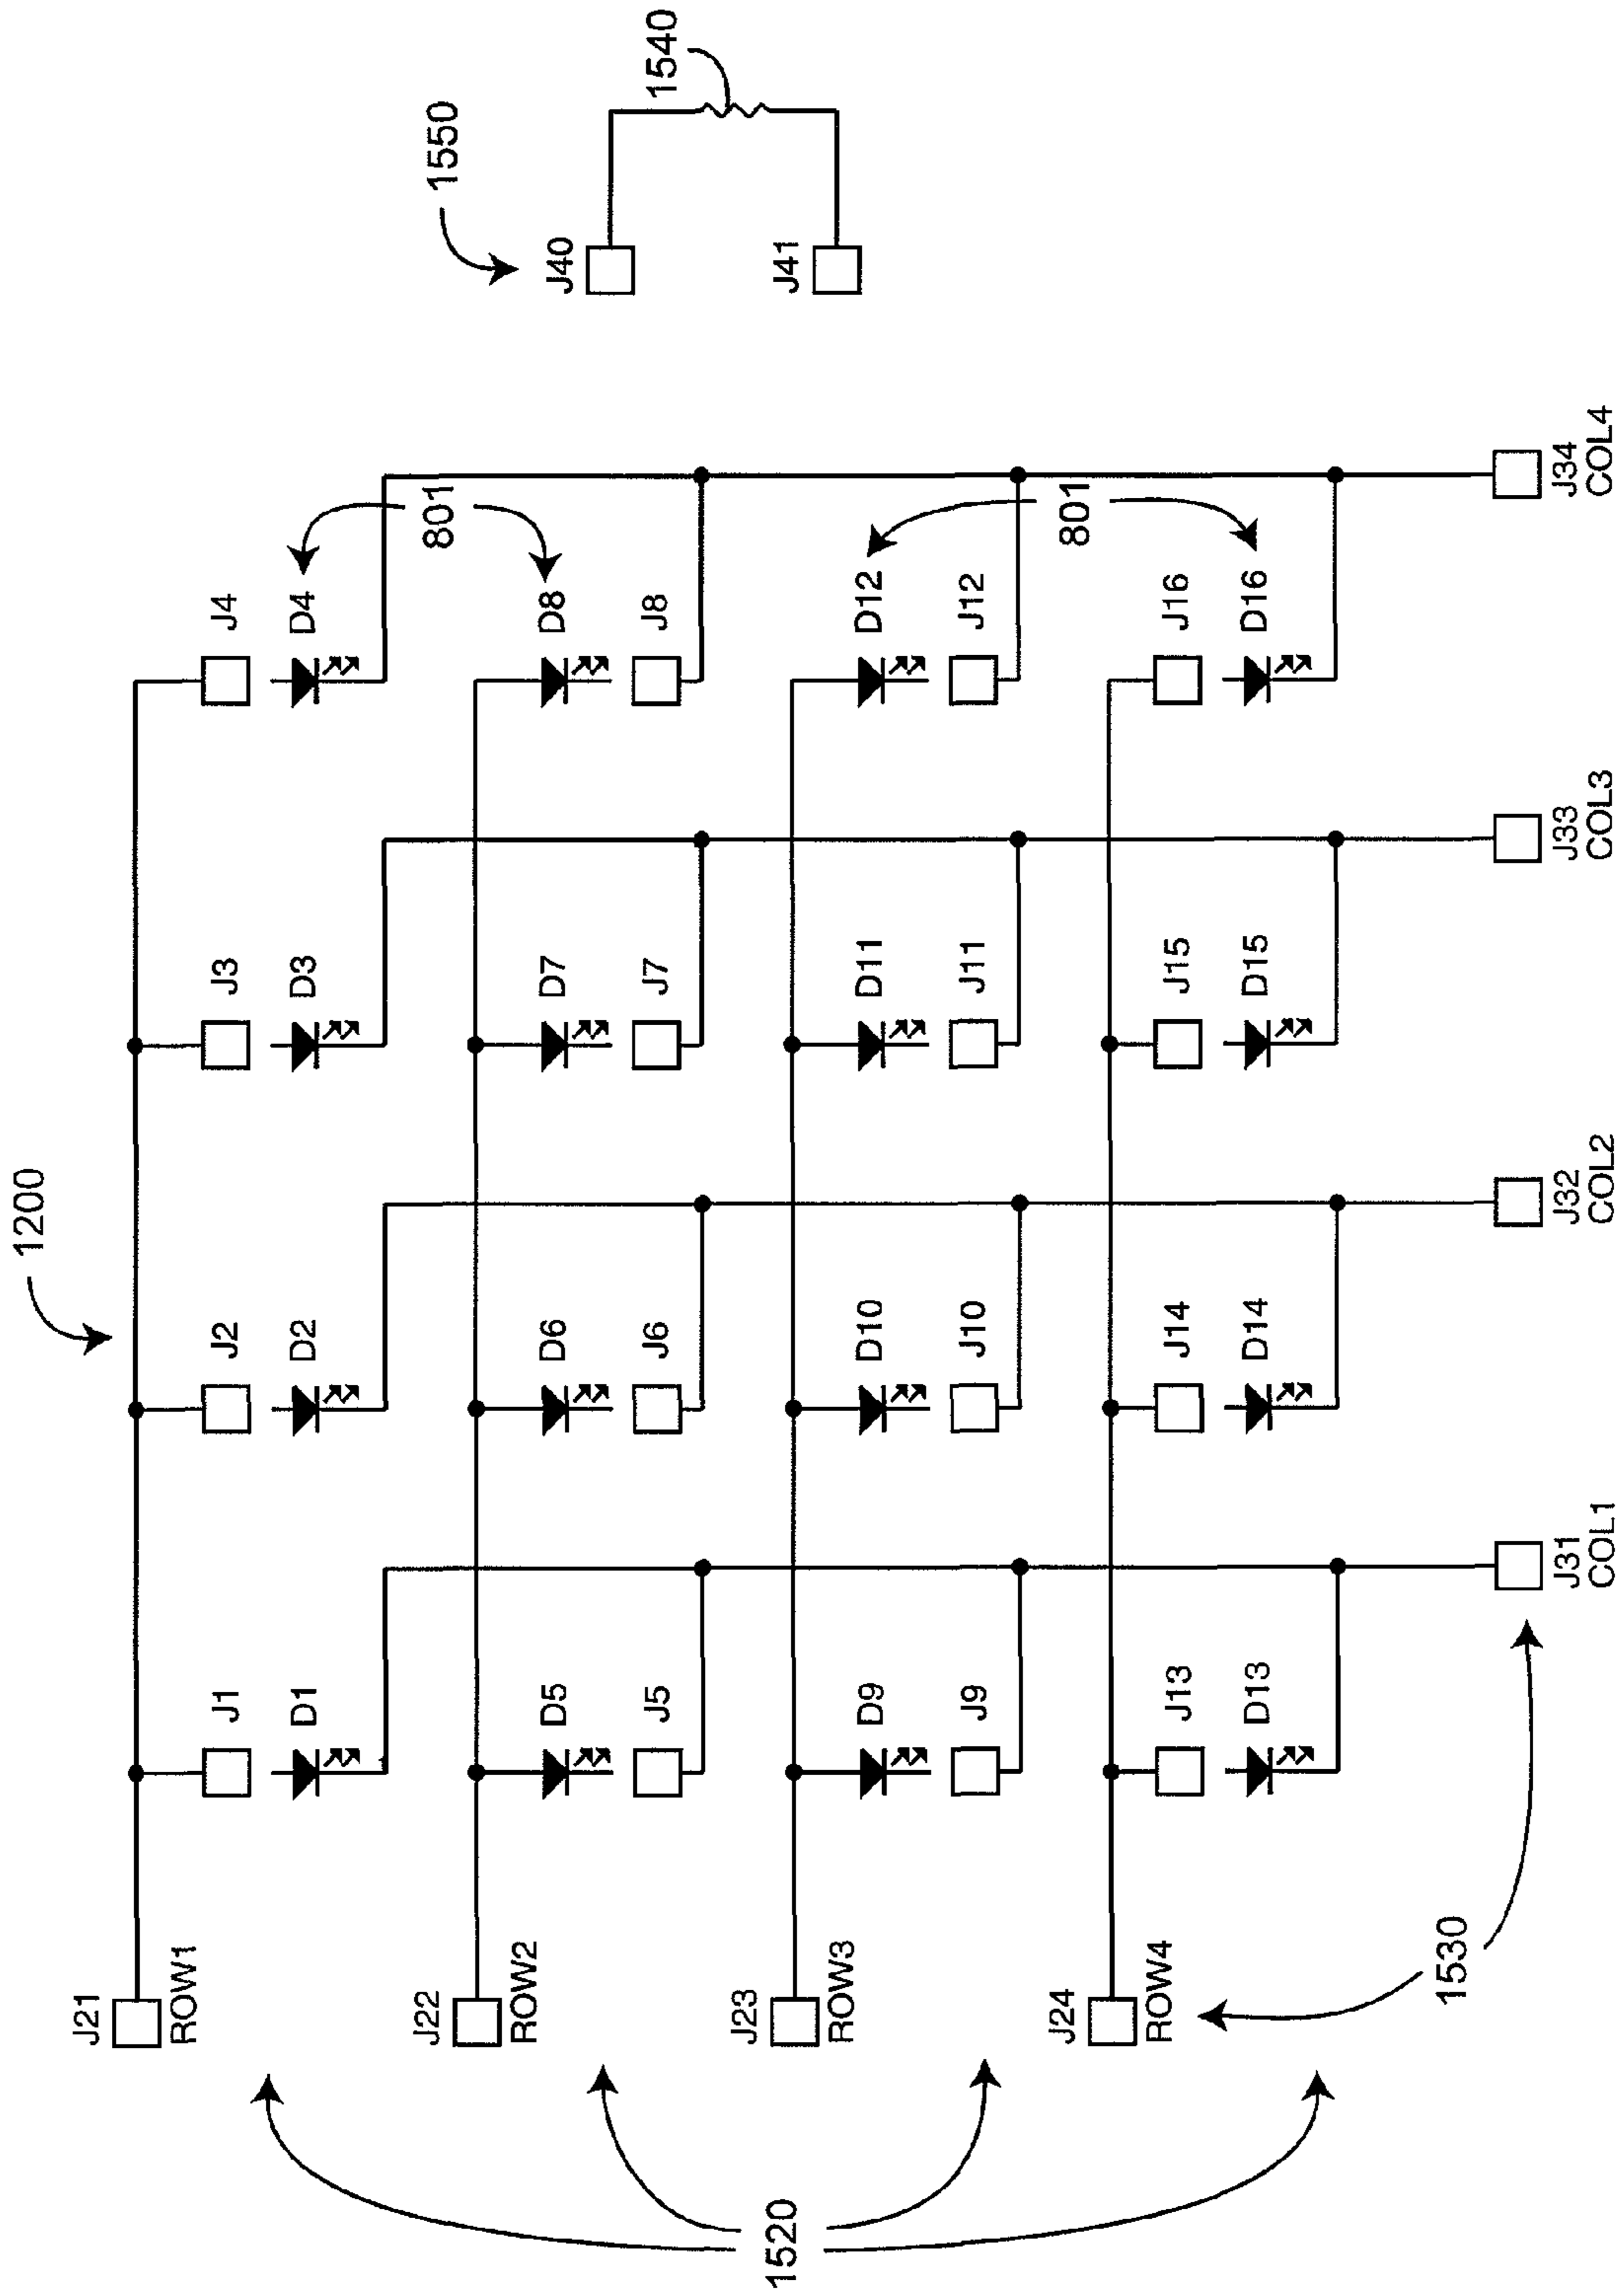 1200
J21
ROW1
J1 J2 J3 J4
D1 D2 D3 D4
J22
801
1550
ROW2
D5 D6 D7 D8
J40
J5 J6 J7 J8
1540
J23
1520
J41
ROW3
D9 D10 D11 D12
J9 J10 J11 J12
J24
801
ROW4
J13 J14 J15 J16
D13 D14 D15 D16
1530
J31 J32 J33 J34
COL1 COL2 COL3 COL4